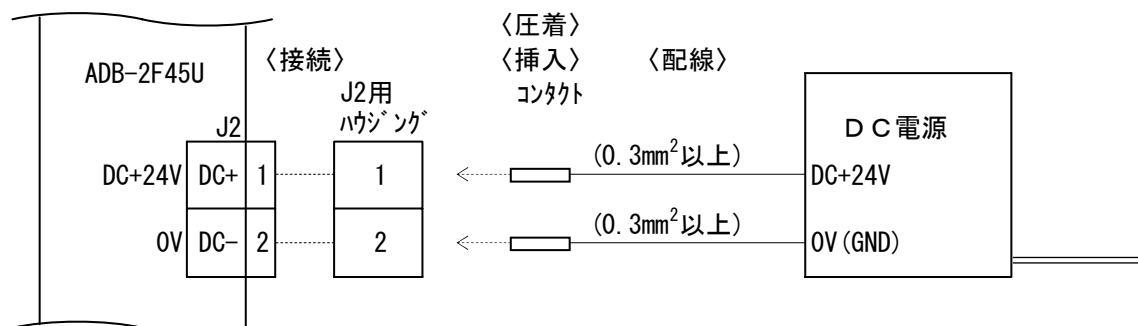 〈圧着〉
〈接続〉 〈挿入〉 〈配線〉
ADB-2F45U
J2用 ｺﾝﾀｸﾄ
ﾊｳｼﾞﾝｸﾞ
J2 ＤＣ電源
(0.3mm²以上)
DC+24V DC+ 1 1 DC+24V
(0.3mm²以上)
0V DC- 2 2 0V(GND)